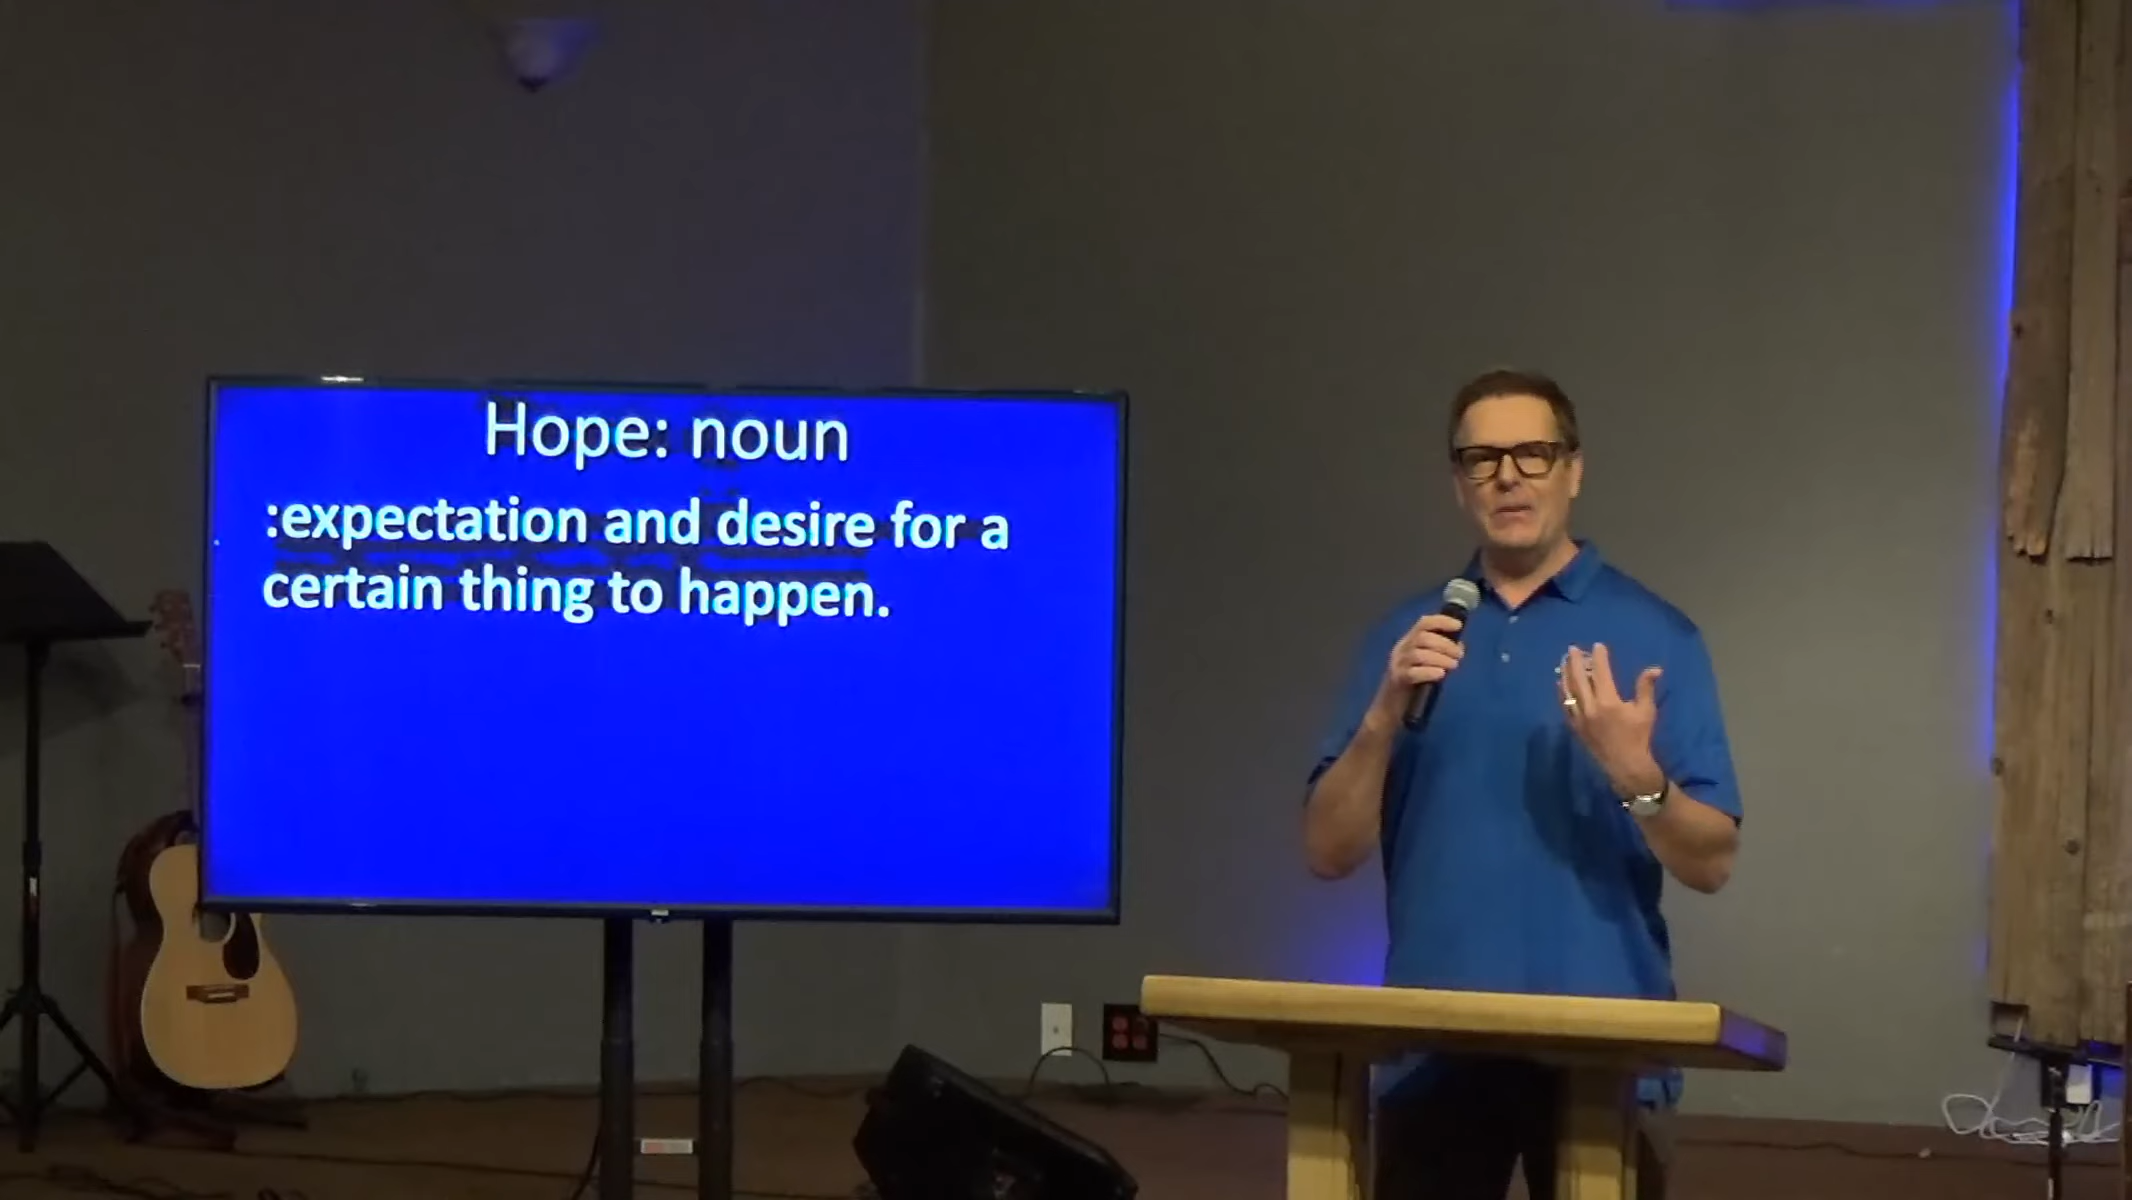 Hope: noun
:expectation and desire for a
certain thing to happen.